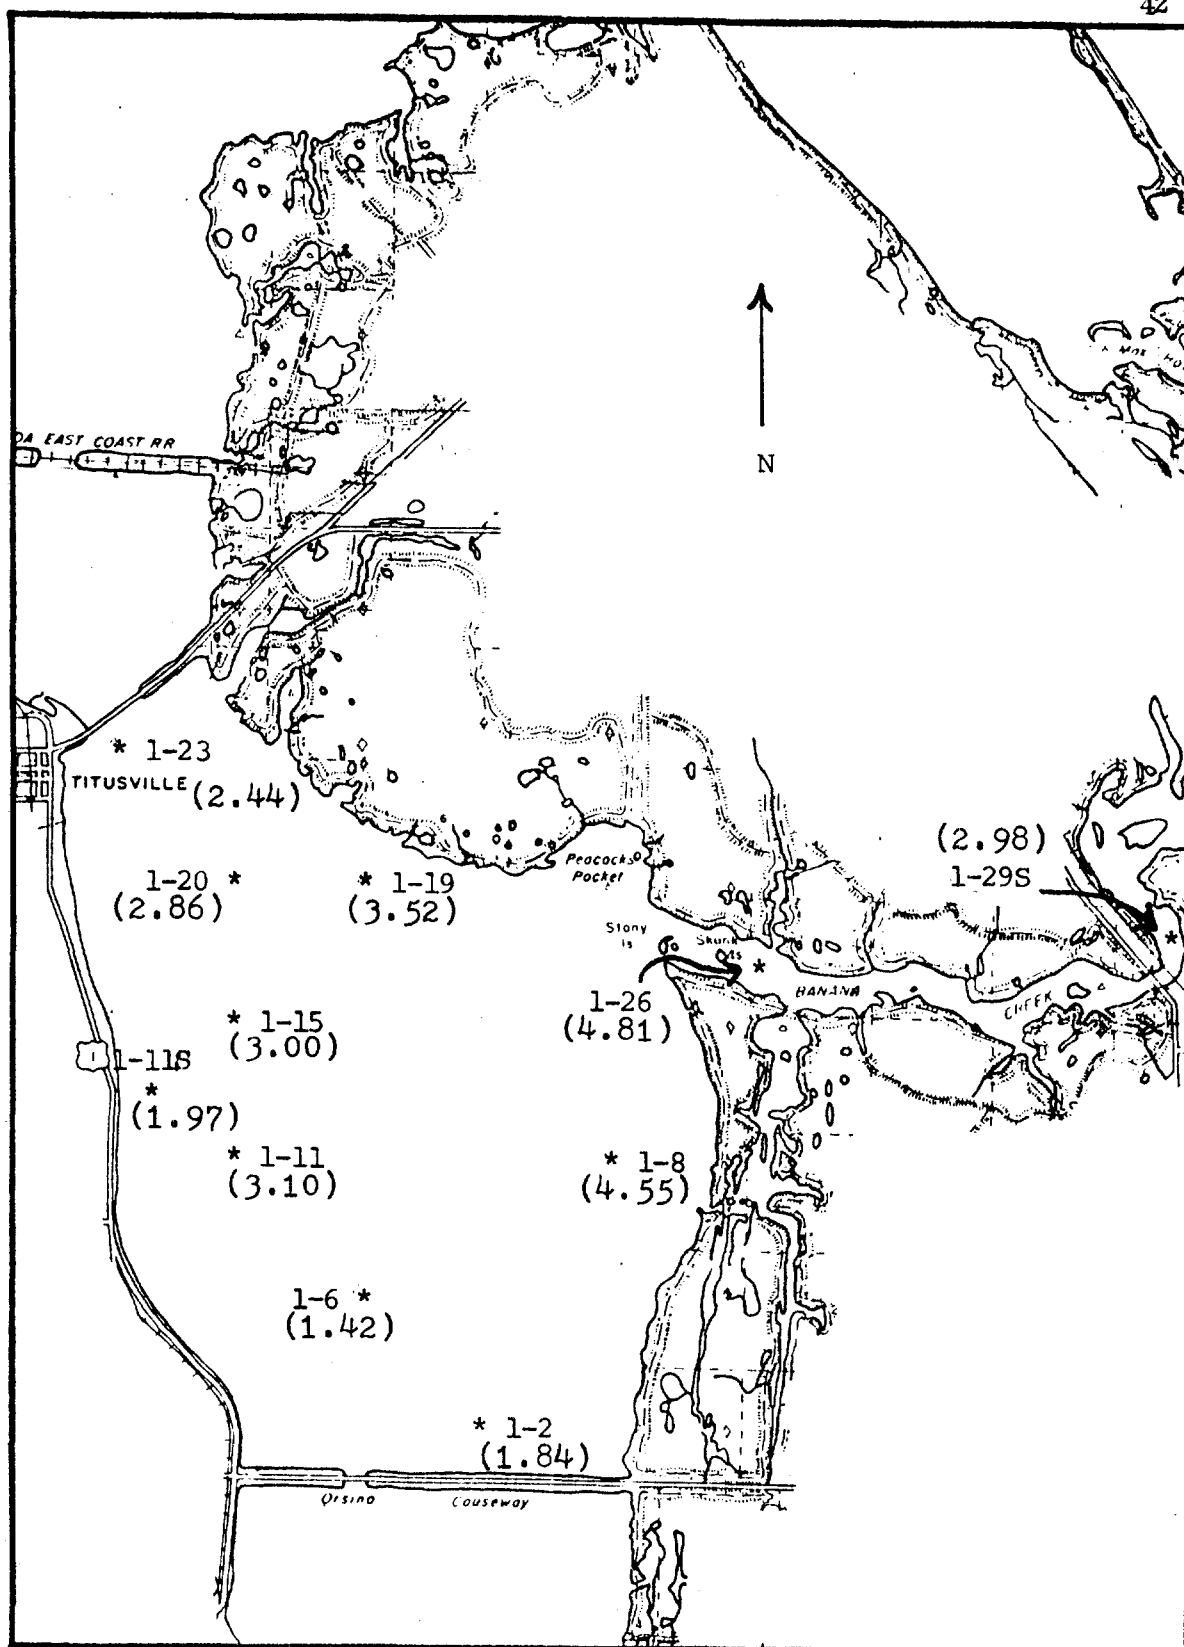 42
DA EAST COAST RR
N
* 1-23
TITUSVILLE (2.44)
(2.98)
1-29S
Peacocks
Pocket
1-20 *
(2.86)
* 1-19
(3.52)
Stony
Is
Skunk
Is
*
*
BANANA
CREEK
1-26
(4.81)
* 1-15
(3.00)
1-11S
*
(1.97)
* 1-11
(3.10)
* 1-8
(4.55)
1-6 *
(1.42)
* 1-2
(1.84)
Orsino Causeway